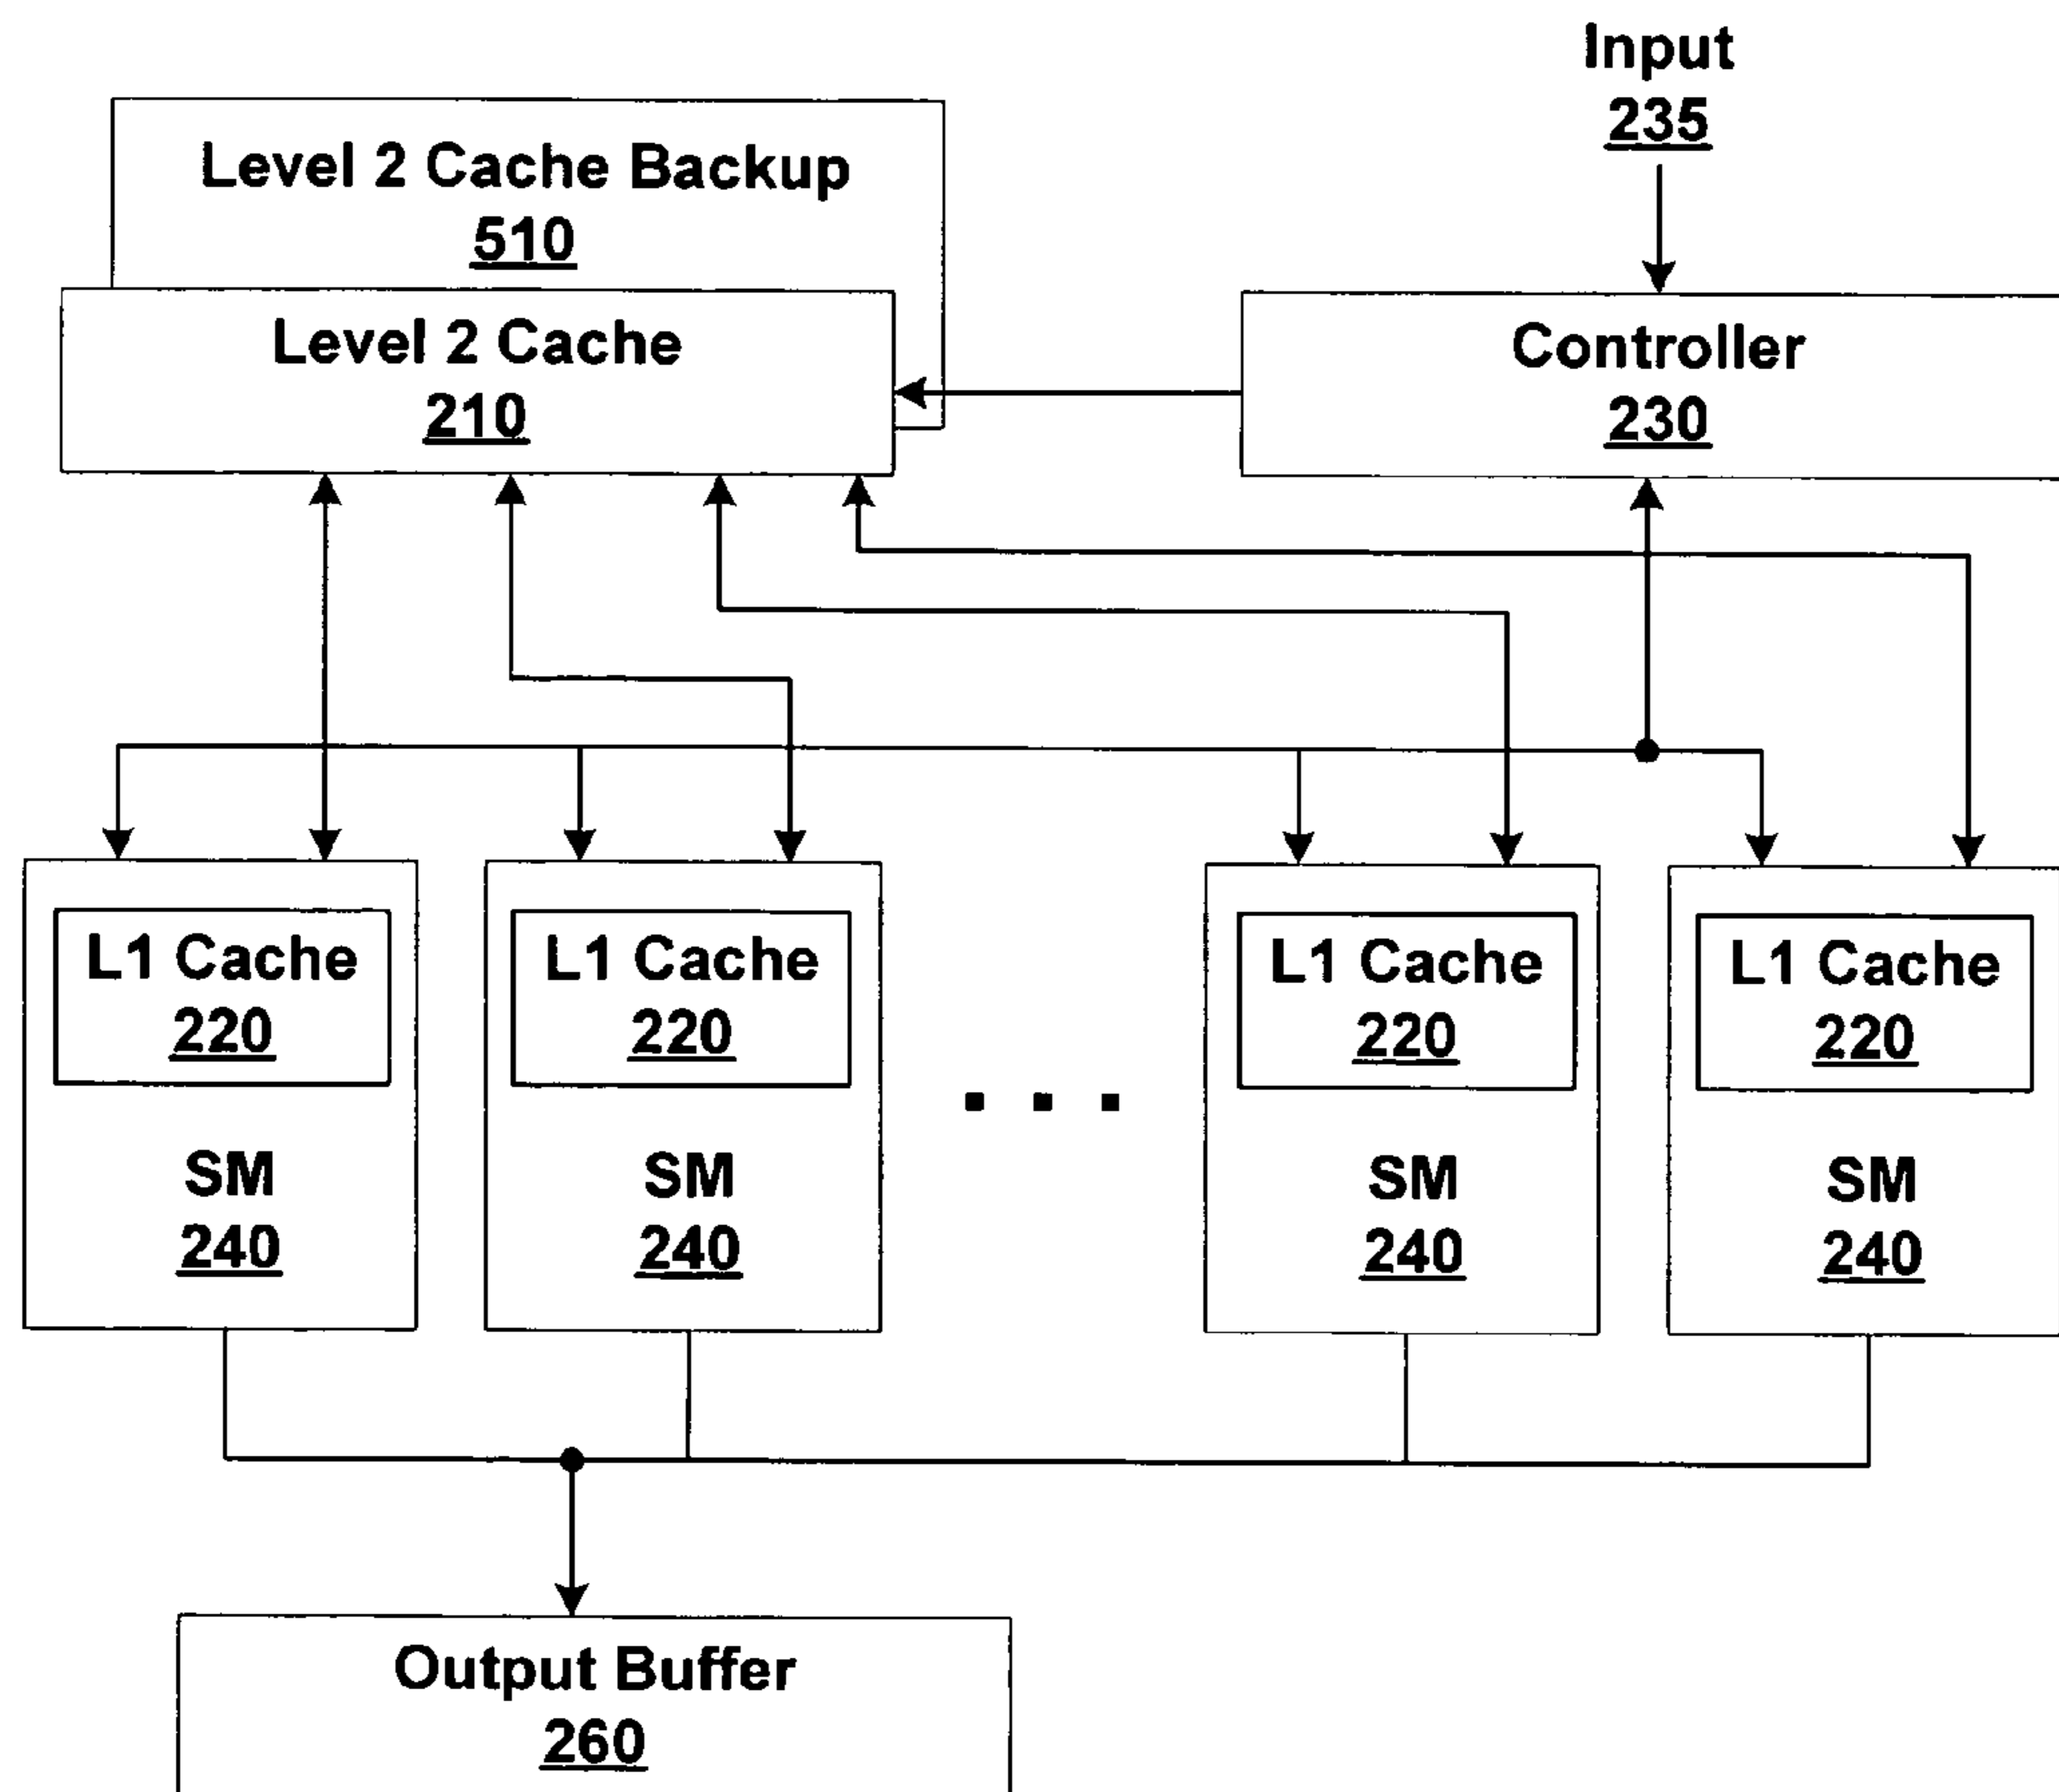 Input
235
Level 2 Cache Backup
510
Level 2 Cache
210
Controller
230
L1 Cache
220
SM
240
L1 Cache
220
SM
240
L1 Cache
220
SM
240
L1 Cache
220
SM
240
Output Buffer
260